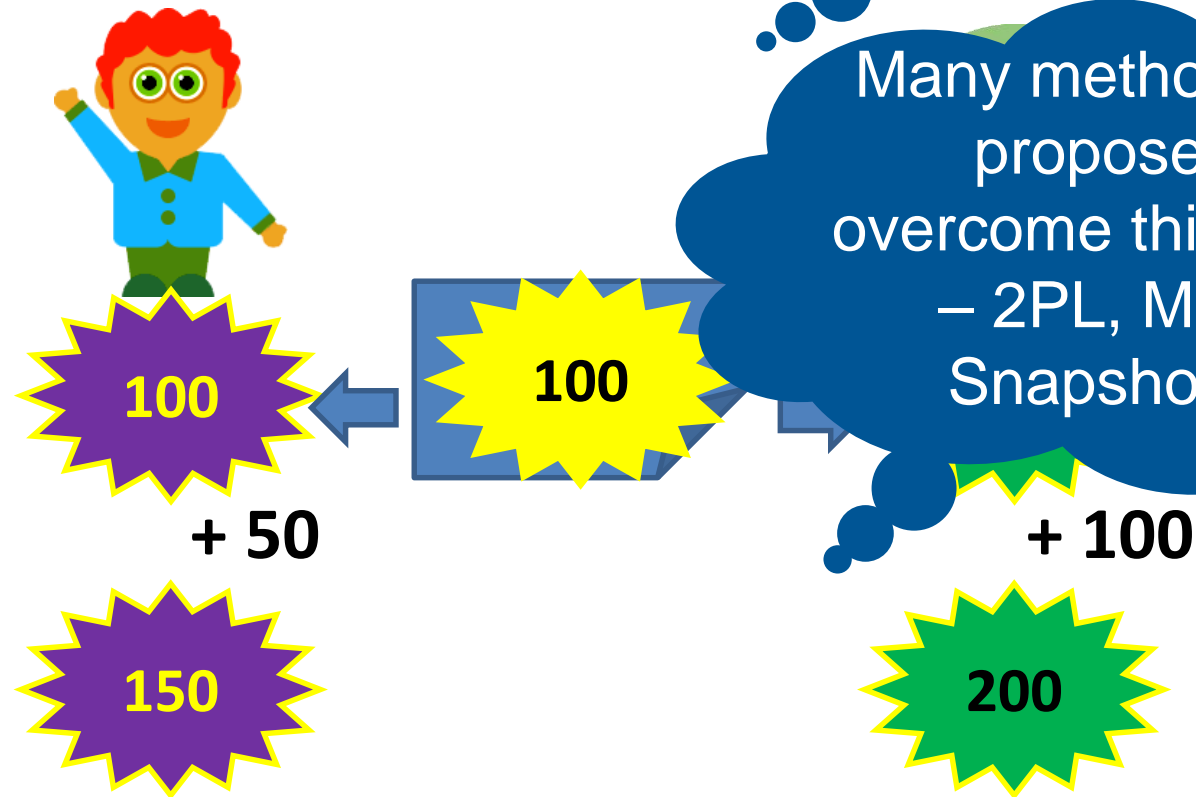 Many metho
propose
overcome thi
– 2PL, M
Snapsho
100
100
+ 50
+ 100
150
200